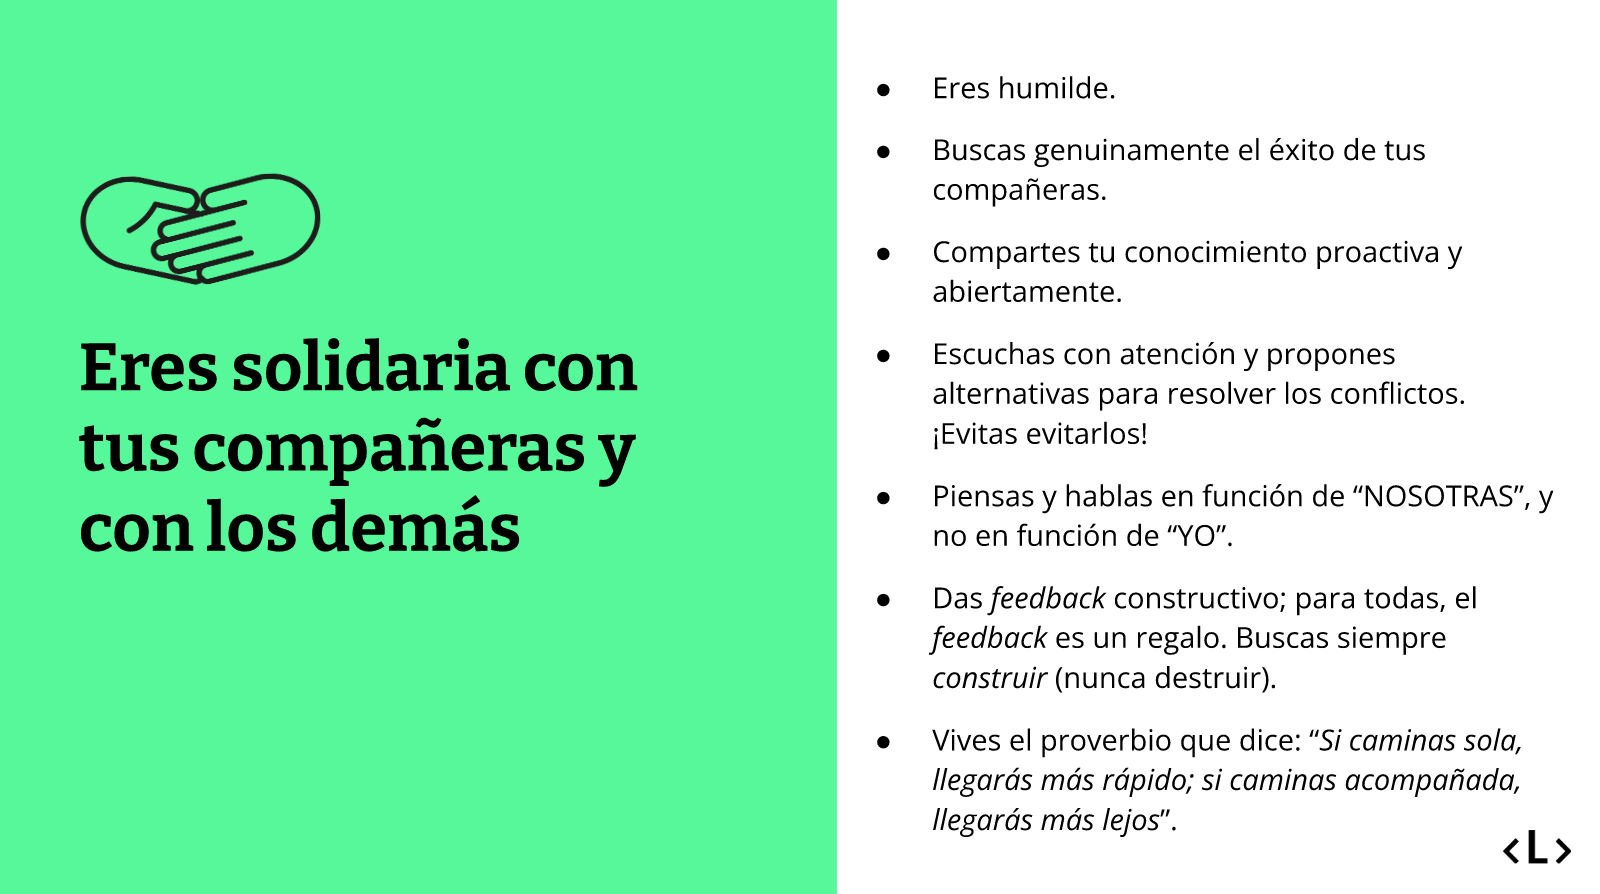 Eres solidaria con
tus compañeras y
con los demás
● Eres humilde.
● Buscas genuinamente el éxito de tus
compañeras.
● Compartes tu conocimiento proactiva y
abiertamente.
● Escuchas con atención y propones
alternativas para resolver los conflictos.
¡Evitas evitarlos!
● Piensas y hablas en función de “NOSOTRAS”, y
no en función de “YO”.
● Das feedback constructivo; para todas, el
feedback es un regalo. Buscas siempre
construir (nunca destruir).
● Vives el proverbio que dice: “Si caminas sola,
llegarás más rápido; si caminas acompañada,
llegarás más lejos”.
<L>